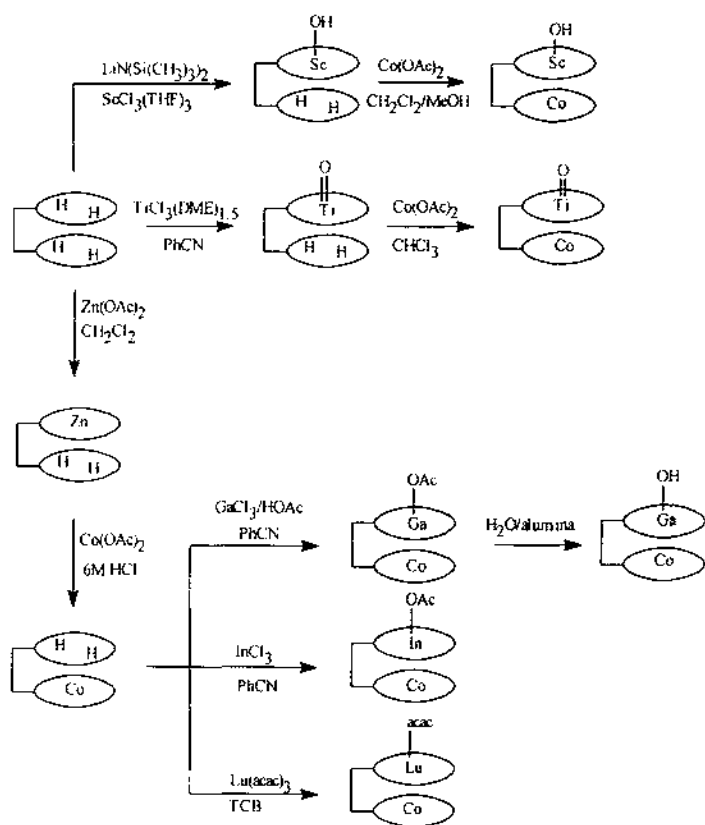 OH
LiN(Si(CH3)3)2
ScCl3(THF)3
Sc
H H
Co(OAc)2
CH2Cl2/MeOH
OH
Sc
Co
H H
H H
TiCl3(DME)1.5
PhCN
O
Ti
H H
Co(OAc)2
CHCl3
O
Ti
Co
Zn(OAc)2
CH2Cl2
Zn
H H
Co(OAc)2
6M HCl
H H
Co
GaCl3/HOAc
PhCN
OAc
Ga
Co
H2O/alumina
OH
Ga
Co
InCl3
PhCN
OAc
In
Co
Lu(acac)3
TCB
acac
Lu
Co